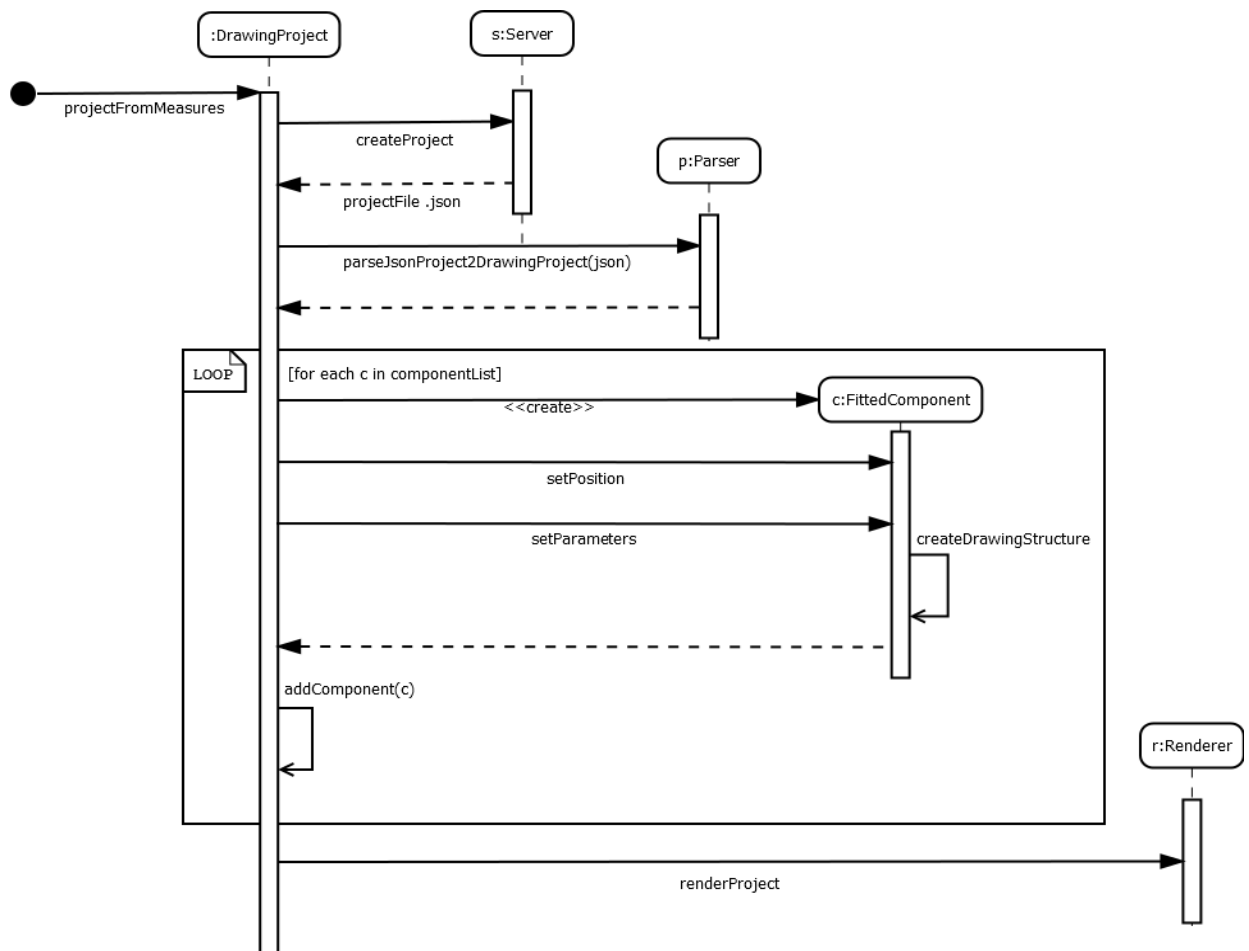 :DrawingProject
s:Server
projectFromMeasures
createProject
p:Parser
projectFile .json
parseJsonProject2DrawingProject(json)
LOOP
[for each c in componentList]
<<create>>
c:FittedComponent
setPosition
setParameters
createDrawingStructure
addComponent(c)
r:Renderer
renderProject